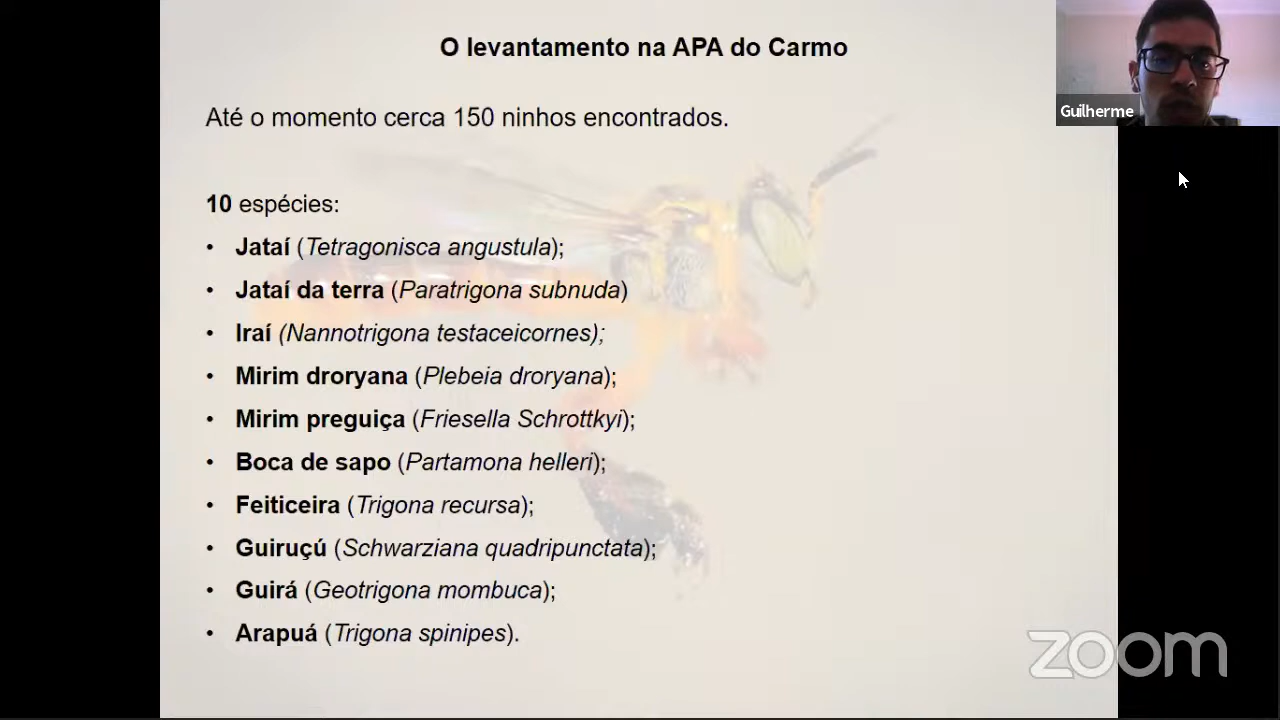 O levantamento na APA do Carmo
Guilherme
Até o momento cerca 150 ninhos encontrados.
10 espécies:
• Jataí (Tetragonisca angustula);
• Jataí da terra (Paratrigona subnuda)
• Iraí (Nannotrigona testaceicornes);
• Mirim droryana (Plebeia droryana);
• Mirim preguiça (Friesella Schrottkyi);
• Boca de sapo (Partamona helleri);
• Feiticeira (Trigona recursa);
• Guiruçú (Schwarziana quadripunctata);
• Guirá (Geotrigona mombuca);
• Arapuá (Trigona spinipes).
zoom